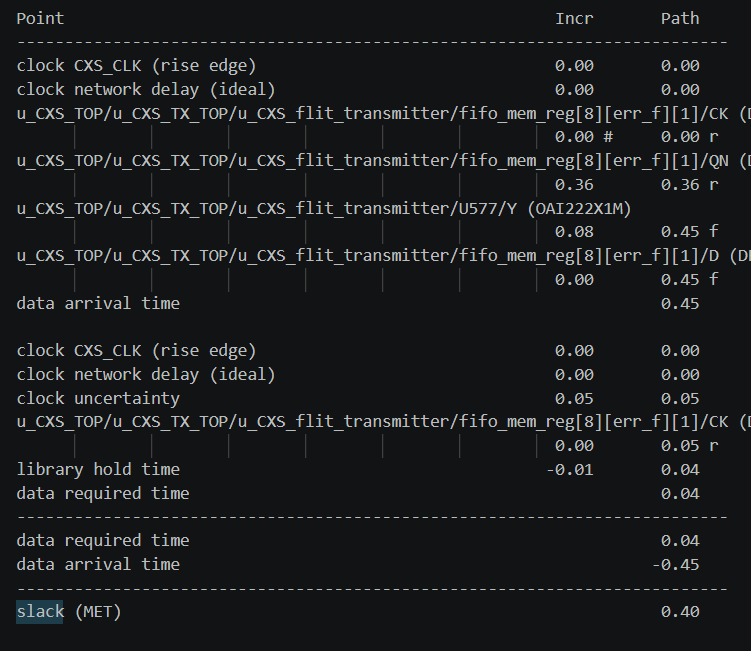 Point Incr Path
--------------------------------------------------------------------------
clock CXS_CLK (rise edge) 0.00 0.00
clock network delay (ideal) 0.00 0.00
u_CXS_TOP/u_CXS_TX_TOP/u_CXS_flit_transmitter/fifo_mem_reg[8][err_f][1]/CK (D
0.00 # 0.00 r
u_CXS_TOP/u_CXS_TX_TOP/u_CXS_flit_transmitter/fifo_mem_reg[8][err_f][1]/QN (D
0.36 0.36 r
u_CXS_TOP/u_CXS_TX_TOP/u_CXS_flit_transmitter/U577/Y (OAI222X1M)
0.08 0.45 f
u_CXS_TOP/u_CXS_TX_TOP/u_CXS_flit_transmitter/fifo_mem_reg[8][err_f][1]/D (D
0.00 0.45 f
data arrival time 0.45
clock CXS_CLK (rise edge) 0.00 0.00
clock network delay (ideal) 0.00 0.00
clock uncertainty 0.05 0.05
u_CXS_TOP/u_CXS_TX_TOP/u_CXS_flit_transmitter/fifo_mem_reg[8][err_f][1]/CK (D
0.00 0.05 r
library hold time -0.01 0.04
data required time 0.04
--------------------------------------------------------------------------
data required time 0.04
data arrival time -0.45
--------------------------------------------------------------------------
slack (MET) 0.40